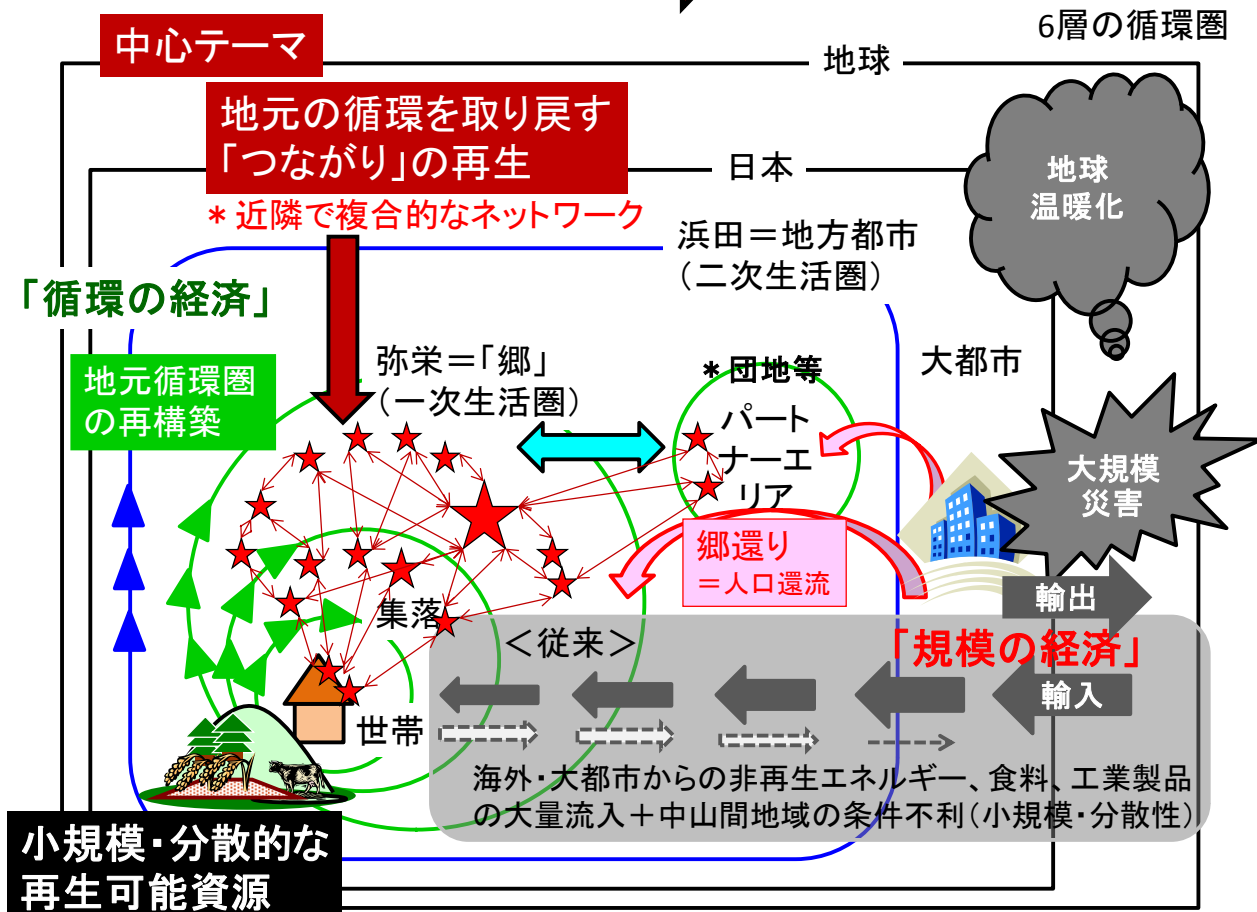 6層の循環圏
中心テーマ
地球
地元の循環を取り戻す
「つながり」の再生
＊近隣で複合的なネットワーク
日本
地球
温暖化
浜田＝地方都市
（二次生活圏）
「循環の経済」
地元循環圏
の再構築
弥栄＝「郷」
（一次生活圏）
＊団地等
パート
ナーエ
リア
大都市
大規模
災害
郷還り
＝人口還流
輸出
集落
＜従来＞
「規模の経済」
輸入
世帯
海外・大都市からの非再生エネルギー、食料、工業製品
の大量流入＋中山間地域の条件不利（小規模・分散性）
小規模・分散的な
再生可能資源